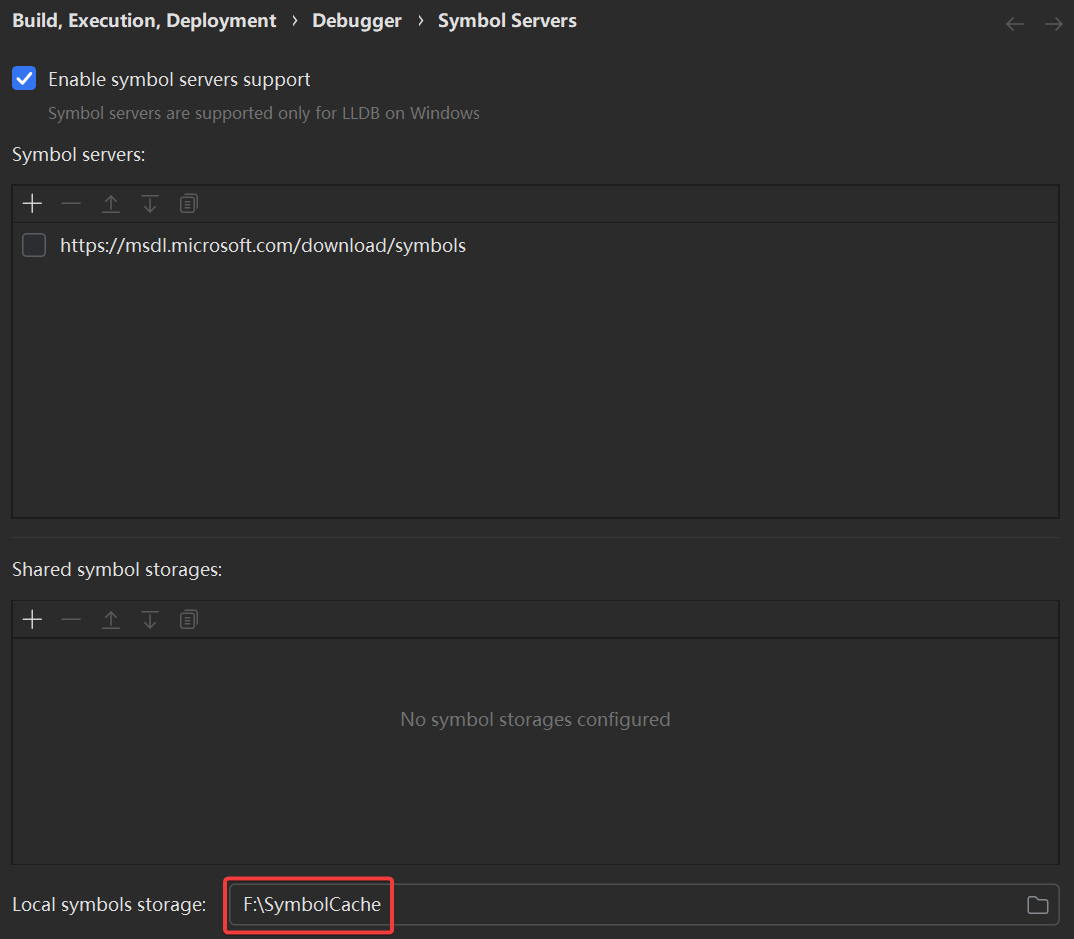 Build, Execution, Deployment › Debugger › Symbol Servers
Enable symbol servers support
Symbol servers are supported only for LLDB on Windows
Symbol servers:
https://msdl.microsoft.com/download/symbols
Shared symbol storages:
No symbol storages configured
Local symbols storage: F:\SymbolCache